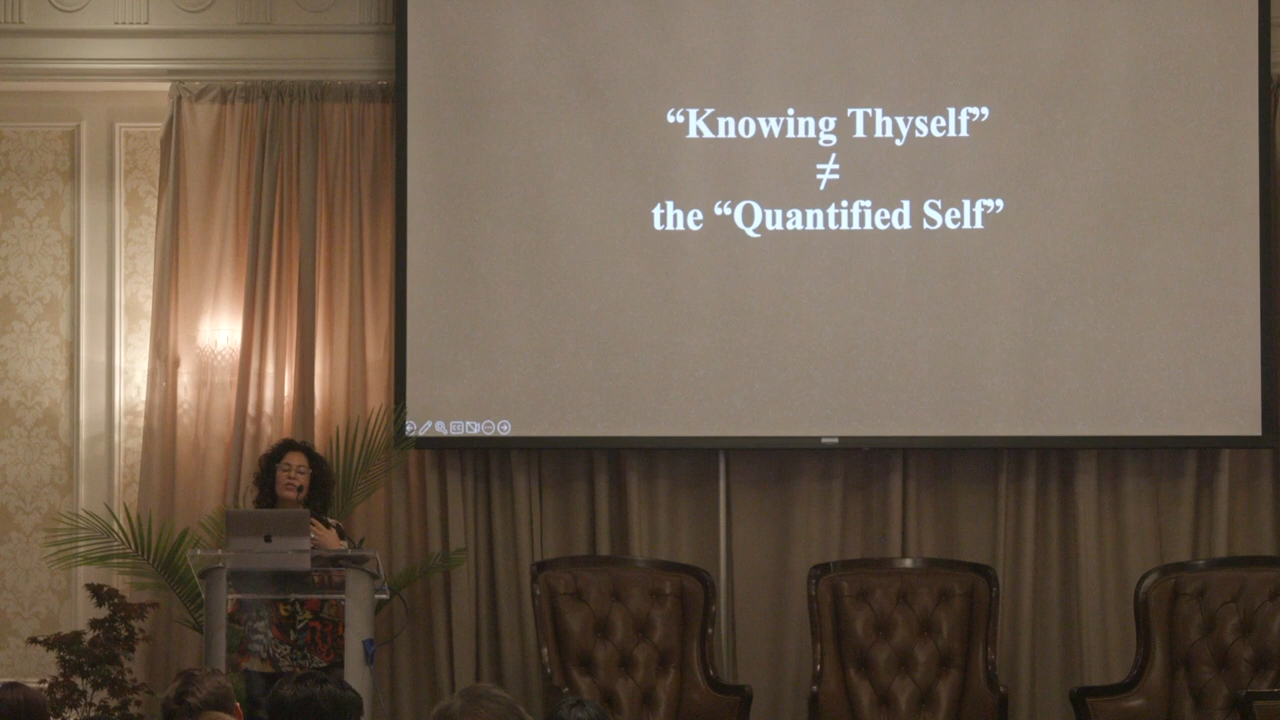 “Knowing Thyself”
≠
the “Quantified Self”